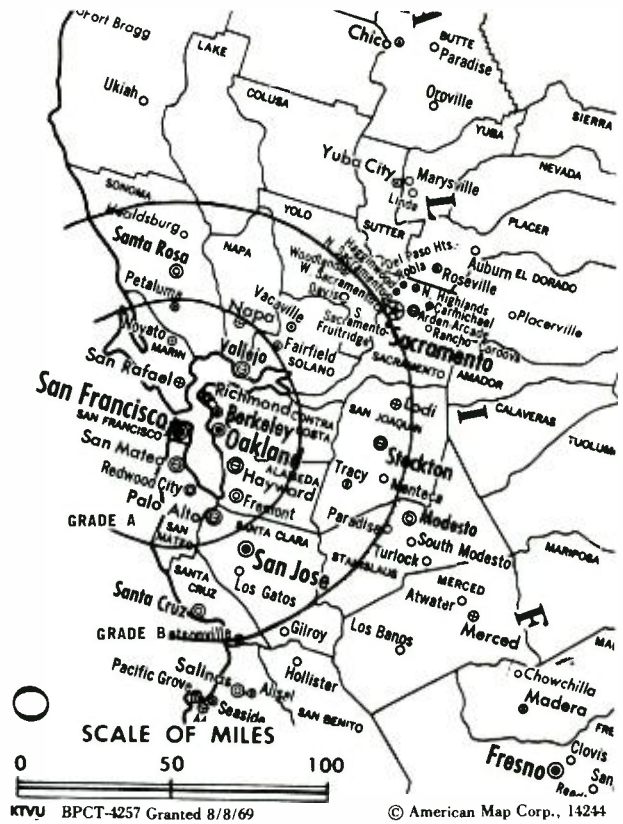 Fort Bragg
LAKE
Chico
BUTTE
Paradise
Ukiah
COLUSA
Oroville
SIERRA
YUBA
Yuba City
Marysville
NEVADA
Linda
SONOMA
YOLO
SUTTER
L
PLACER
Healdsburg
Santa Rosa
NAPA
del Paso Hts.
Auburn
EL DORADO
Woodland
W. Sacramento
Roseville
Petaluma
Davis
N. Highlands
Vacaville
Carmichael
Placerville
Napa
S. Sacramento
Fruitridge
Arden Arcade
Rancho Cordova
Novato
MARIN
Vallejo
Fairfield
SOLANO
Sacramento
SACRAMENTO
AMADOR
San Rafael
Richmond
CONTRA COSTA
Lodi
I
CALAVERAS
San Francisco
SAN FRANCISCO
Berkeley
SAN JOAQUIN
Oakland
Stockton
TUOLUM
San Mateo
ALAMEDA
Hayward
Tracy
Manteca
Redwood City
Fremont
Palo Alto
Paradise
Modesto
GRADE A
SAN MATEO
SANTA CLARA
South Modesto
MARIPOSA
San Jose
STANISLAUS
Turlock
SANTA CRUZ
Los Gatos
MERCED
Atwater
Santa Cruz
F
Merced
GRADE B
atsonville
Gilroy
Los Banos
MA
Pacific Grove
Salinas
Alisal
Hollister
Chowchilla
Seaside
Madera
O
SAN BENITO
FRE
SCALE OF MILES
Clovis
0 50 100
Fresno
San
KTVU BPCT-4257 Granted 8/8/69
© American Map Corp., 14244